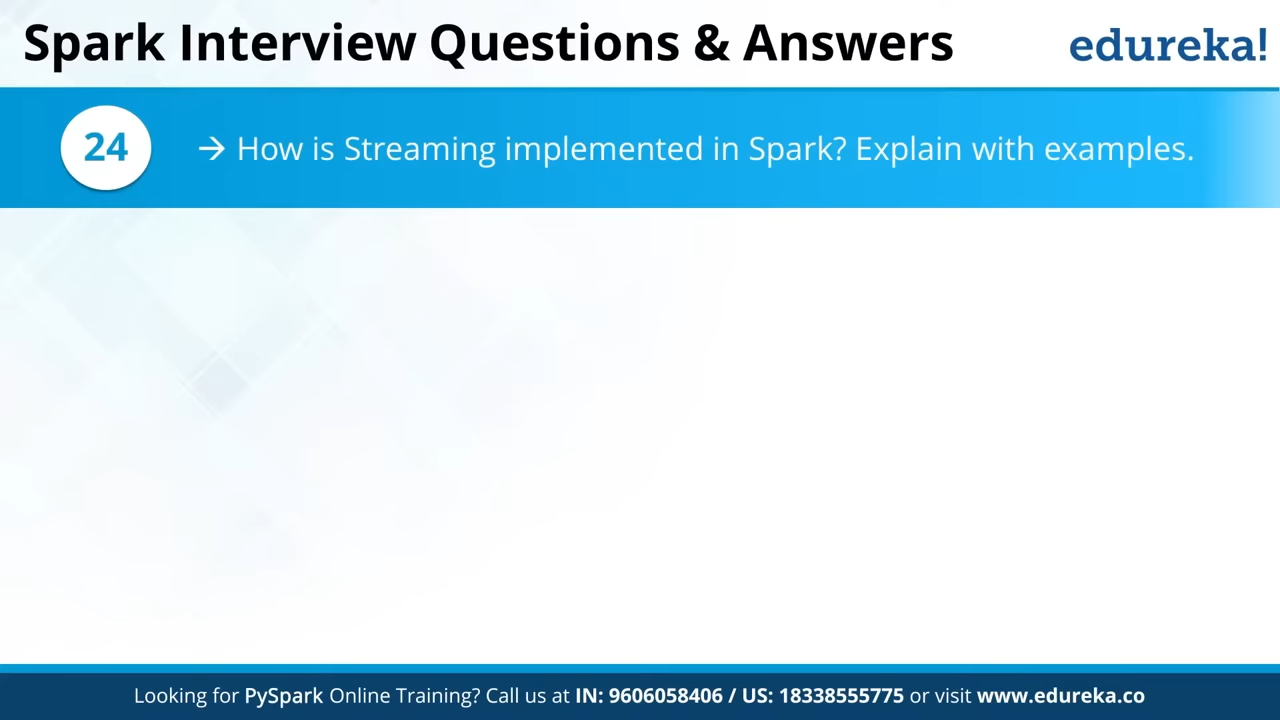 Spark Interview Questions & Answers
edureka!
24
→ How is Streaming implemented in Spark? Explain with examples.
Looking for PySpark Online Training? Call us at IN: 9606058406 / US: 18338555775 or visit www.edureka.co